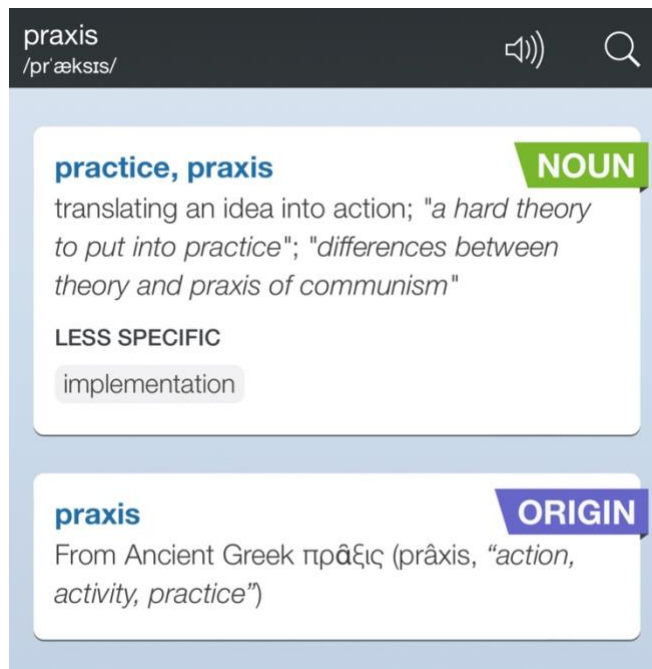 praxis
/prˈæksɪs/
practice, praxis NOUN
translating an idea into action; "a hard theory
to put into practice"; "differences between
theory and praxis of communism"
LESS SPECIFIC
implementation
praxis ORIGIN
From Ancient Greek πρᾶξις (prâxis, “action,
activity, practice”)